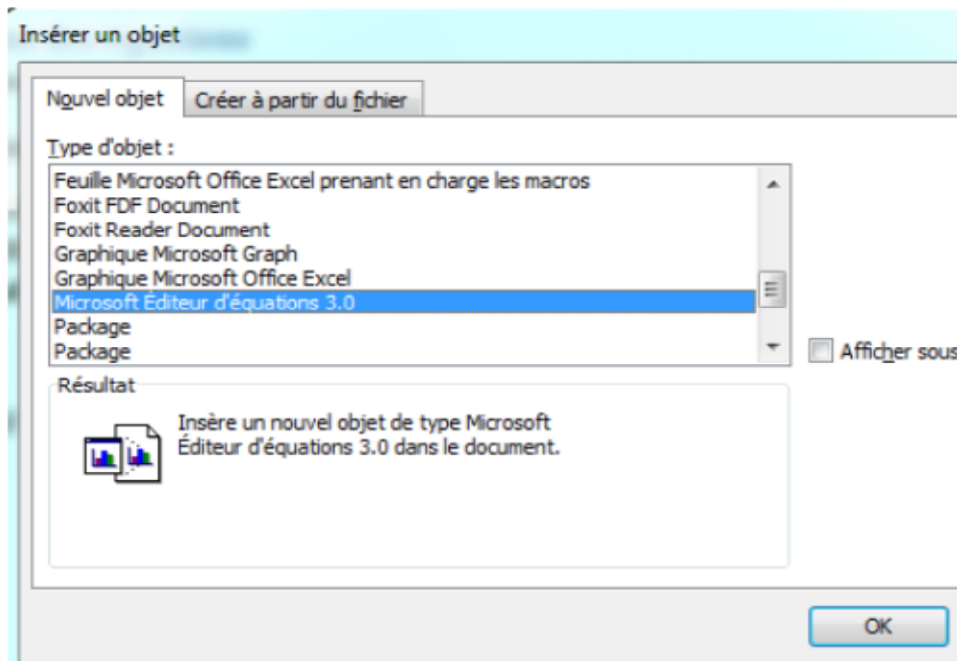 Insérer un objet
Nouvel objet
Créer à partir du fichier
Type d'objet :
Feuille Microsoft Office Excel prenant en charge les macros
Foxit FDF Document
Foxit Reader Document
Graphique Microsoft Graph
Graphique Microsoft Office Excel
Microsoft Éditeur d'équations 3.0
Package
Package
Afficher sous
Résultat
Insère un nouvel objet de type Microsoft
Éditeur d'équations 3.0 dans le document.
OK